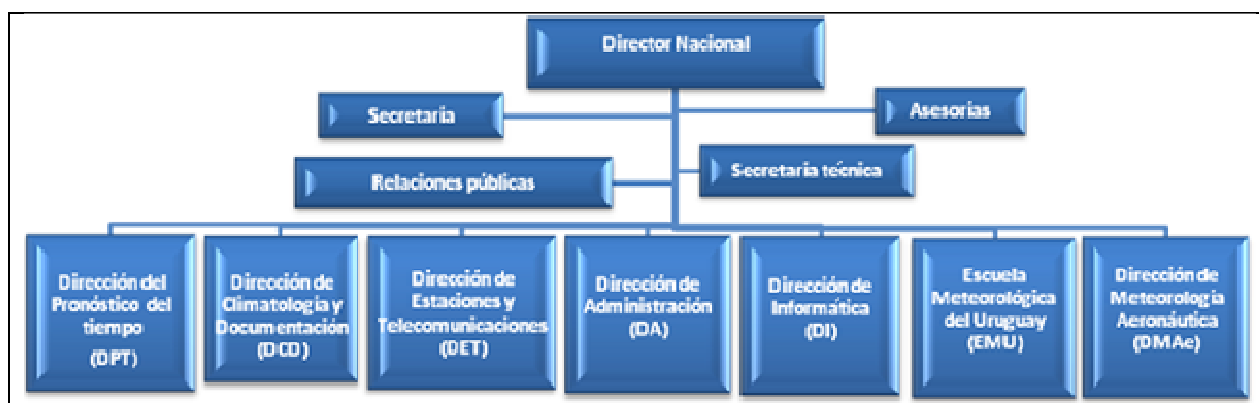 Director Nacional
Secretaria
Asesorias
Relaciones públicas
Secretaria técnica
Dirección del
Pronóstico del
tiempo
(DPT)
Dirección de
Climatología y
Documentación
(DCD)
Dirección de
Estaciones y
Telecomunicaciones
(DET)
Dirección de
Administración
(DA)
Dirección de
Informática
(DI)
Escuela
Meteorológica
del Uruguay
(EMU)
Dirección de
Meteorología
Aeronáutica
(DMAe)